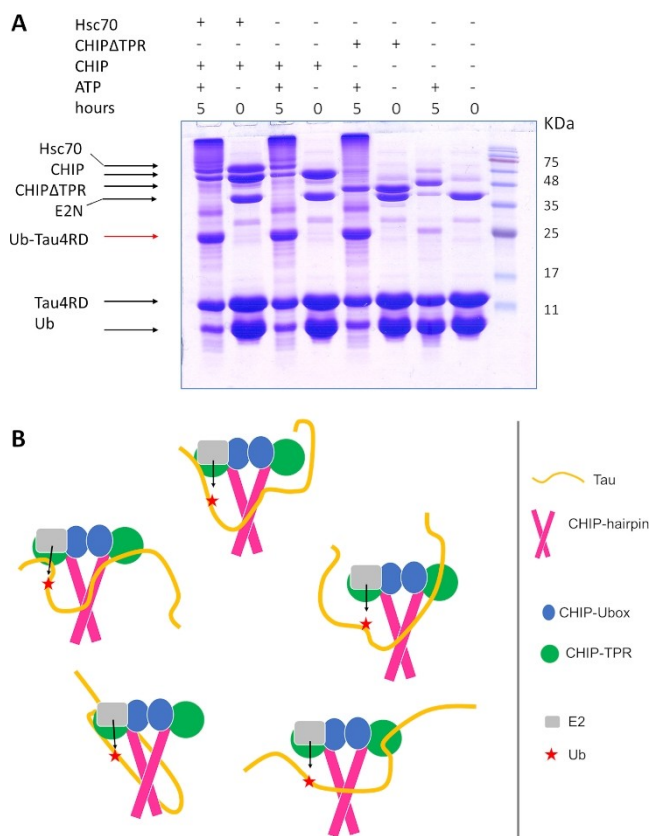 A
Hsc70 + + - - - - - -
CHIPΔTPR - - - - + + - -
CHIP + + + + - - - -
ATP + - + - + - + -
hours 5 0 5 0 5 0 5 0
KDa
Hsc70
CHIP
CHIPΔTPR
E2N
Ub-Tau4RD
Tau4RD
Ub
75
48
35
25
17
11
B
Tau
CHIP-hairpin
CHIP-Ubox
CHIP-TPR
E2
Ub